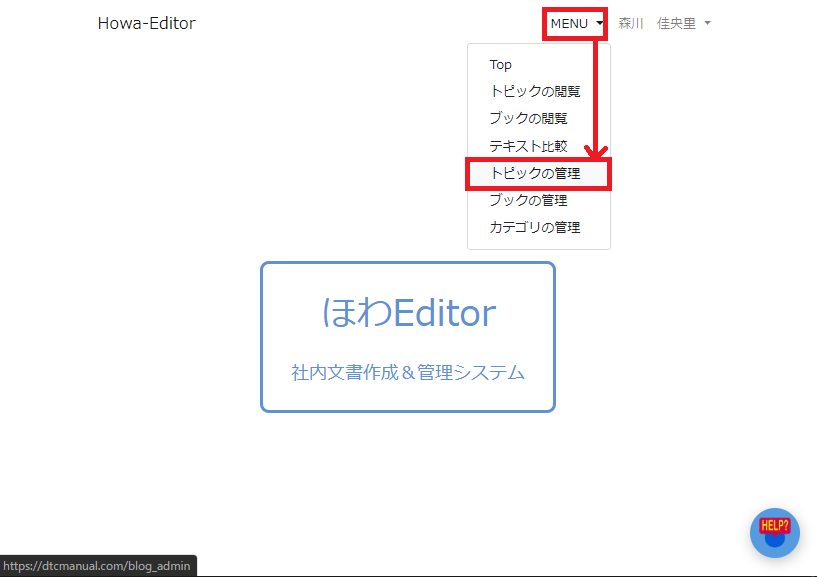 Howa-Editor
MENU 森川 佳央里
Top
トピックの閲覧
ブックの閲覧
テキスト比較
トピックの管理
ブックの管理
カテゴリの管理
ほわEditor
社内文書作成＆管理システム
HELP?
https://dtcmanual.com/blog_admin